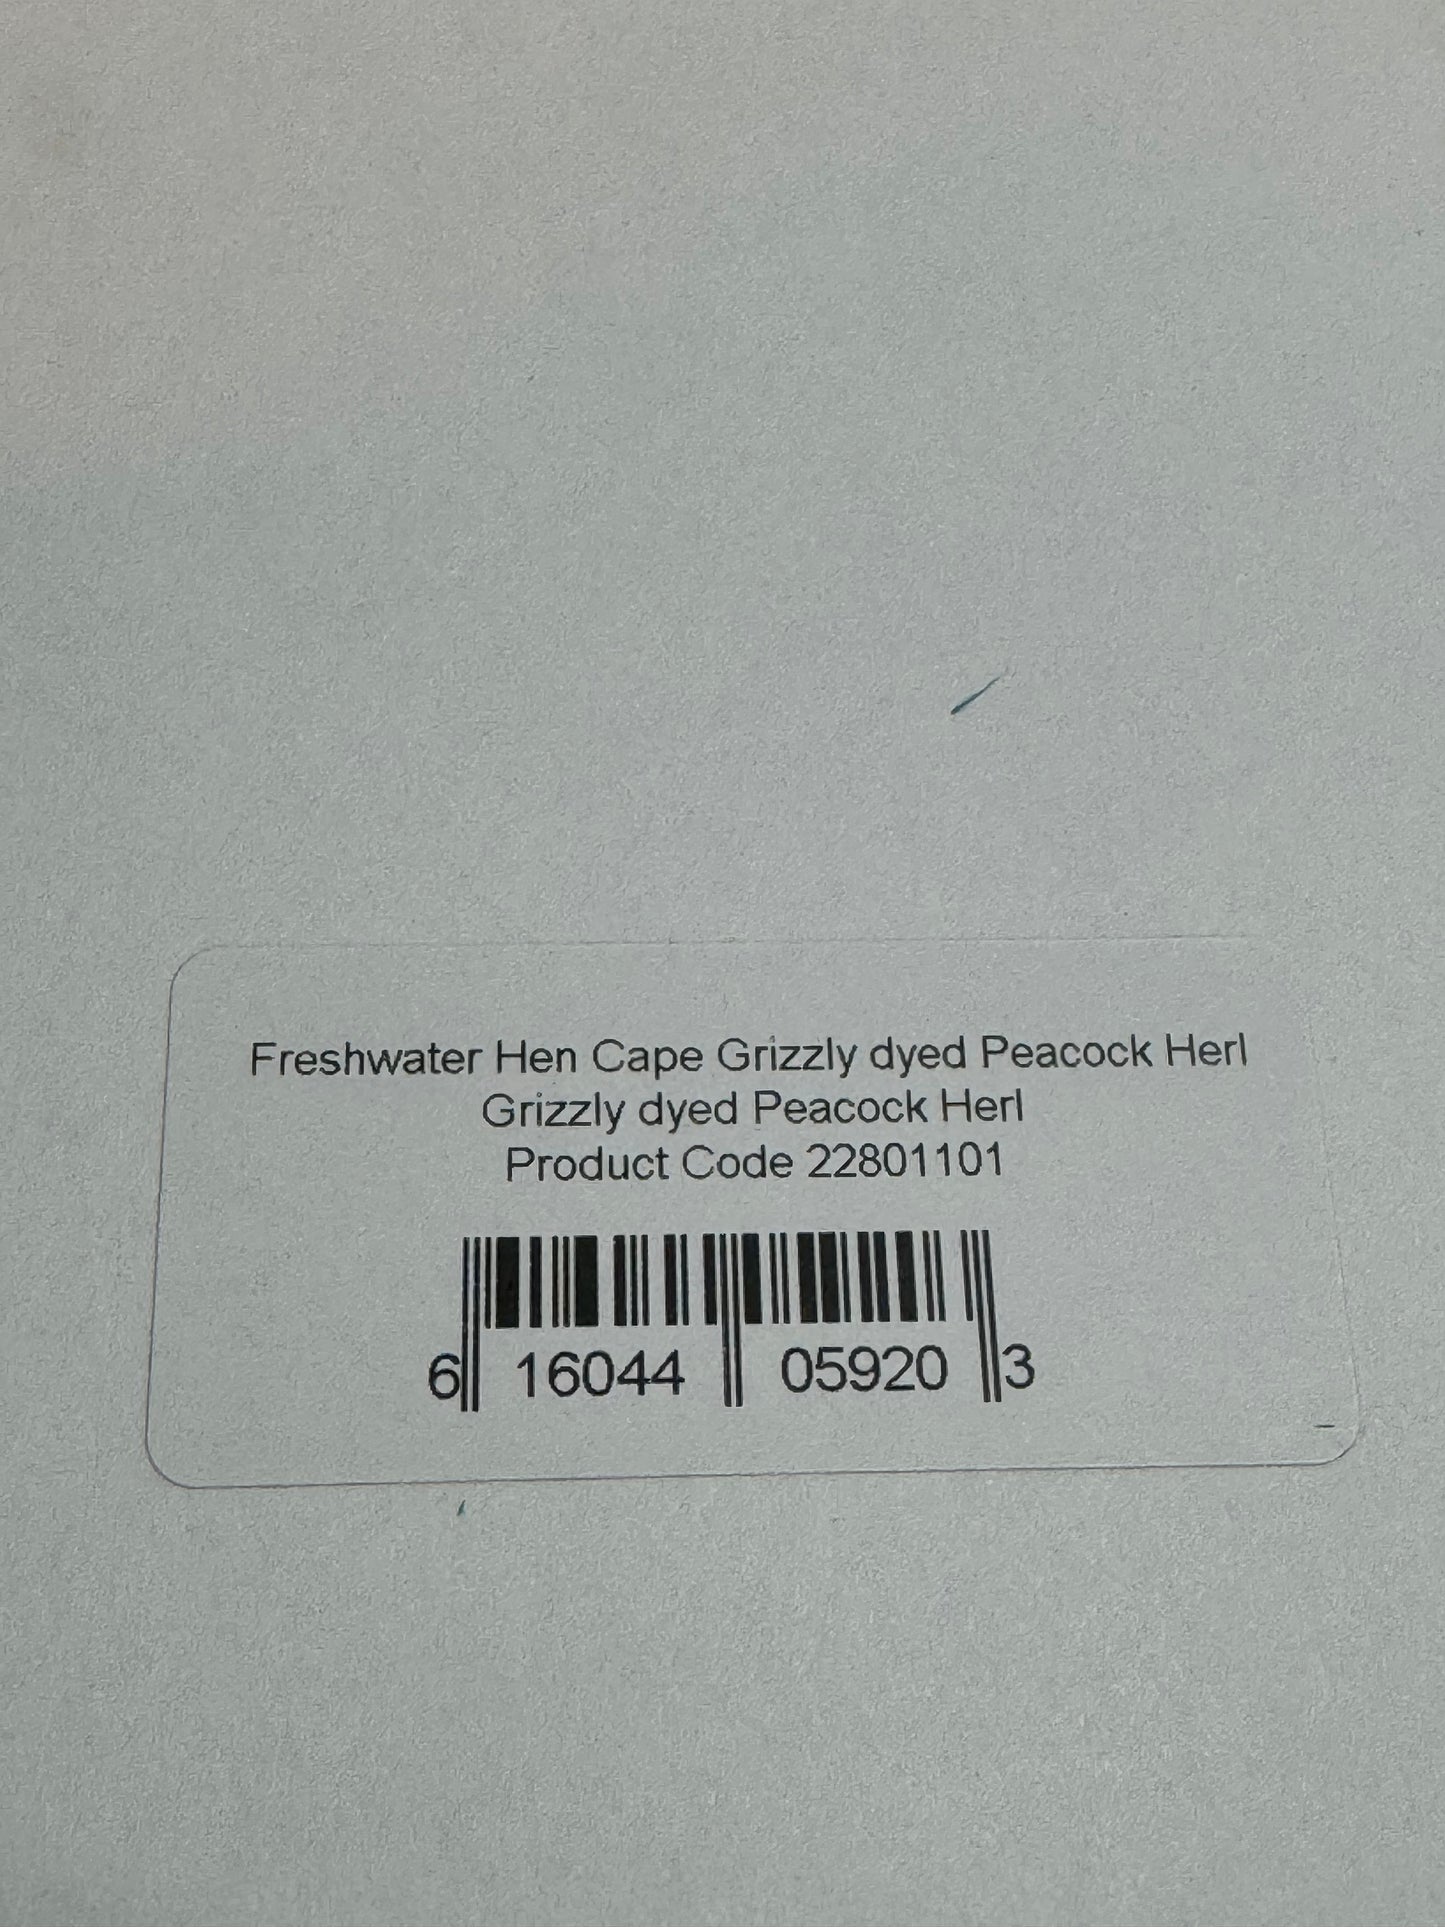 Freshwater Hen Cape Grizzly dyed Peacock Herl
Grizzly dyed Peacock Herl
Product Code 22801101
6 16044 05920 3